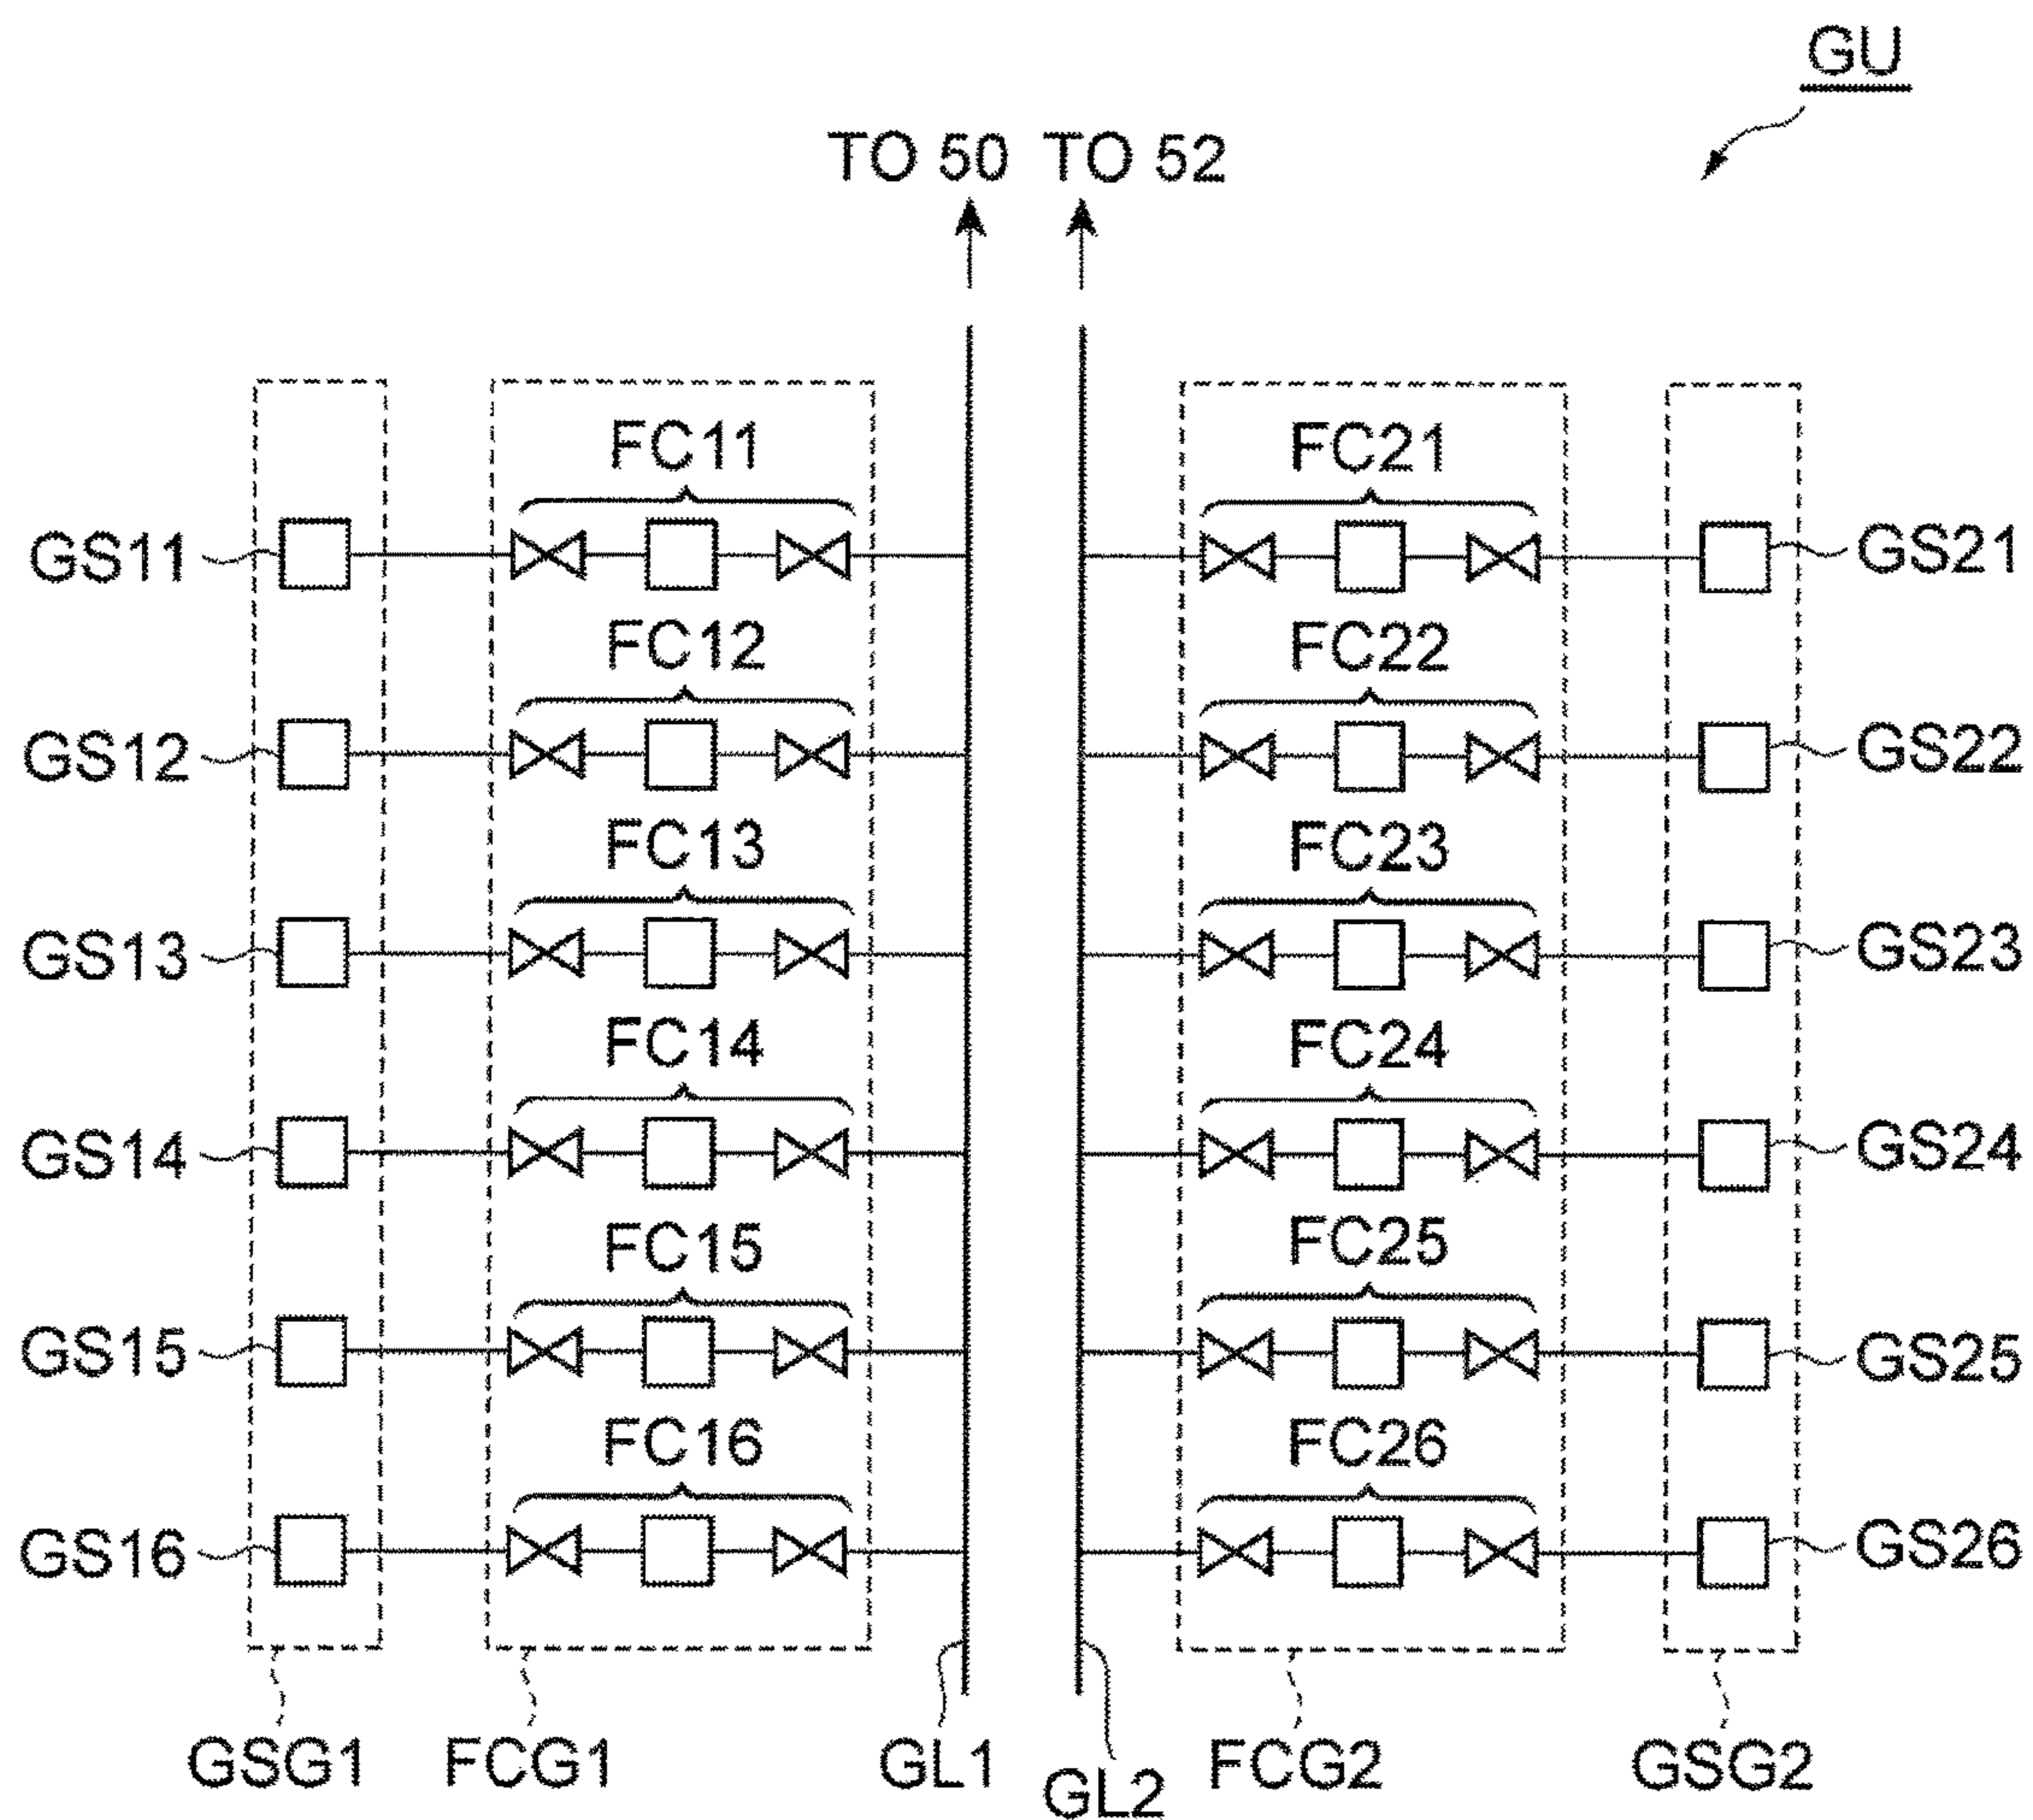 GU
TO 50 TO 52
FC11 FC21
GS11 GS21
FC12 FC22
GS12 GS22
FC13 FC23
GS13 GS23
FC14 FC24
GS14 GS24
FC15 FC25
GS15 GS25
FC16 FC26
GS16 GS26
GSG1 FCG1 GL1 GL2 FCG2 GSG2